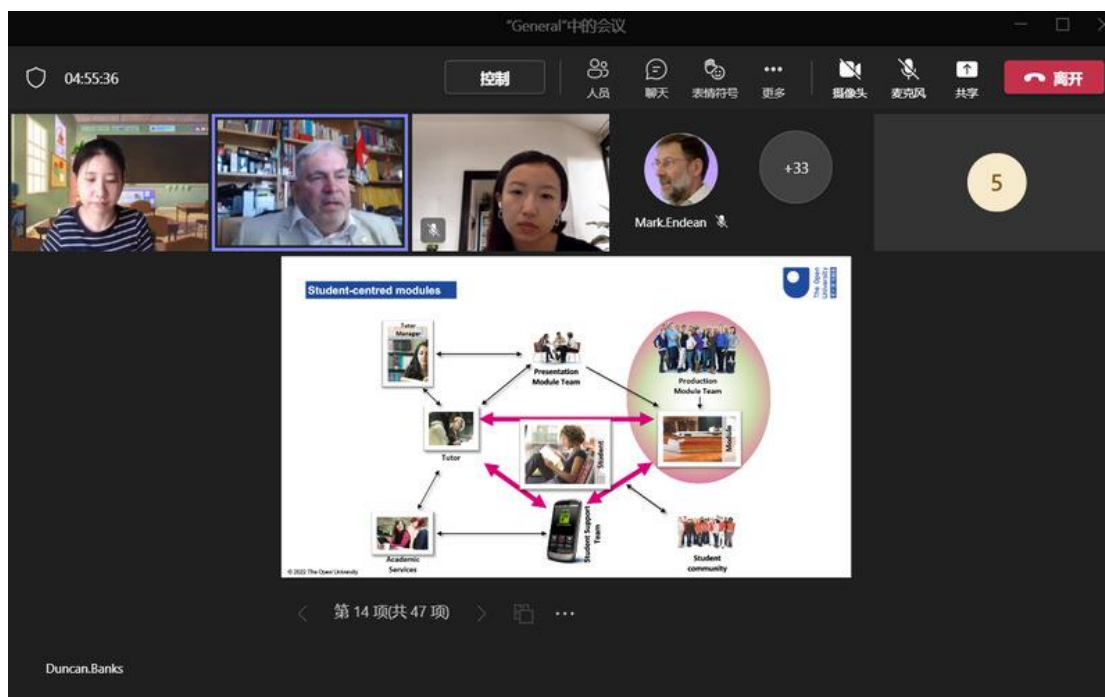 "General"中的会议
04:55:36
控制
人员
聊天
表情符号
更多
摄像头
麦克风
共享
离开
Mark.Endean
+33
5
Student-centred modules
The Open
University
Tutor
Manager
Presentation
Module Team
Production
Module Team
Tutor
Student
Module
Academic
Services
Student Support
Team
Student
community
© 2022 The Open University
第 14 项(共 47 项)
Duncan.Banks